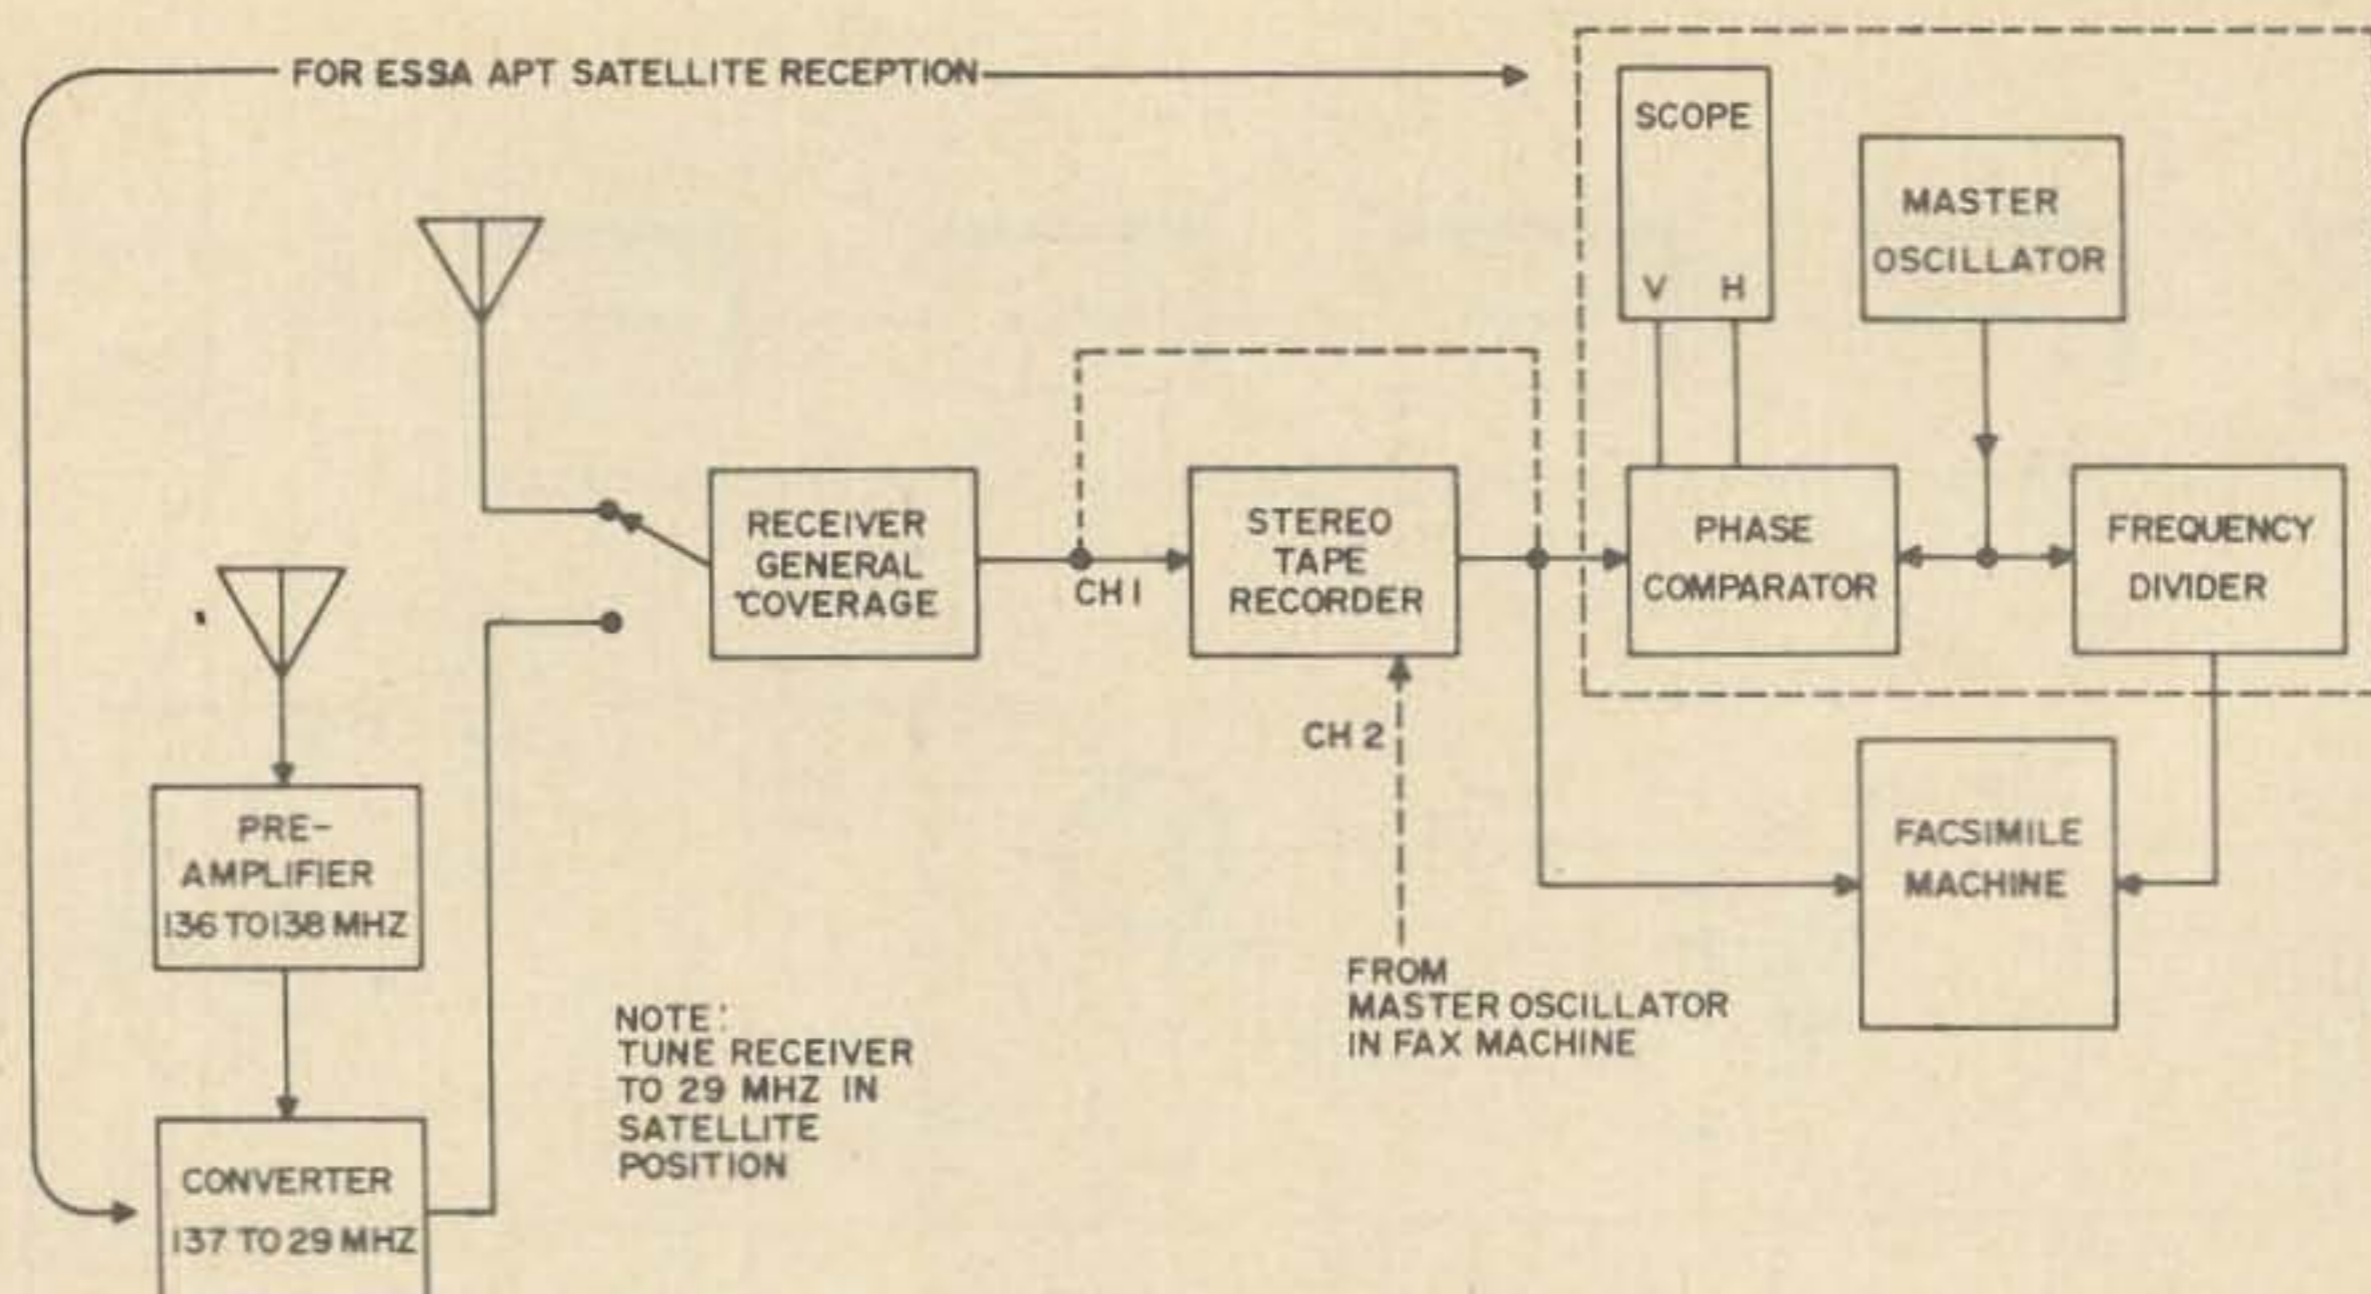 FOR ESSA APT SATELLITE RECEPTION
SCOPE
V H
MASTER
OSCILLATOR
RECEIVER
GENERAL
COVERAGE
CH 1
STEREO
TAPE
RECORDER
PHASE
COMPARATOR
FREQUENCY
DIVIDER
CH 2
PRE-
AMPLIFIER
136 TO 138 MHZ
FACSIMILE
MACHINE
FROM
MASTER OSCILLATOR
IN FAX MACHINE
NOTE:
TUNE RECEIVER
TO 29 MHZ IN
SATELLITE
POSITION
CONVERTER
137 TO 29 MHZ